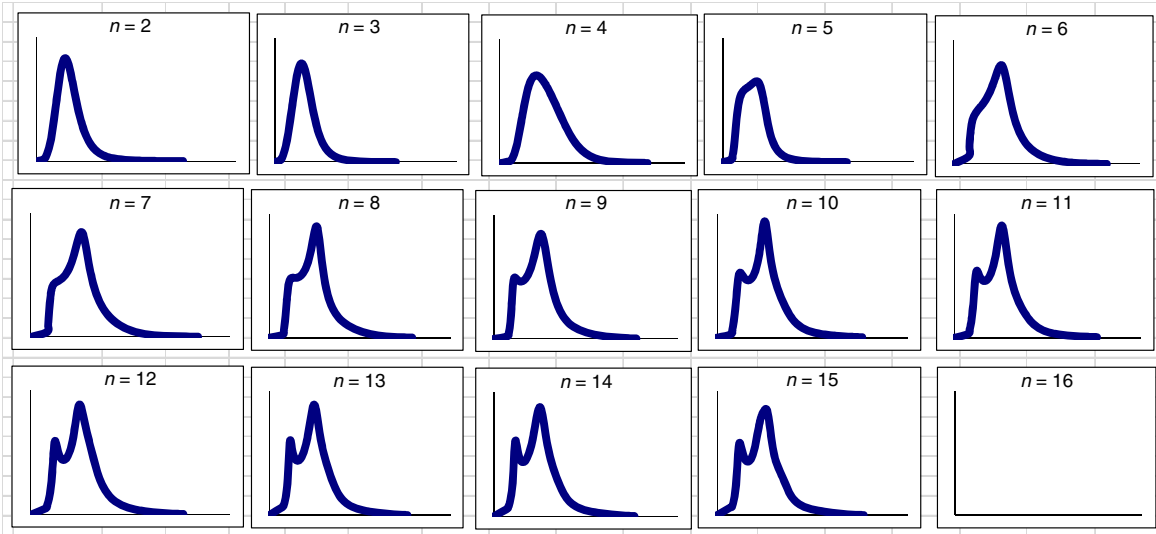 n = 2
n = 3
n = 4
n = 5
n = 6
n = 7
n = 8
n = 9
n = 10
n = 11
n = 12
n = 13
n = 14
n = 15
n = 16